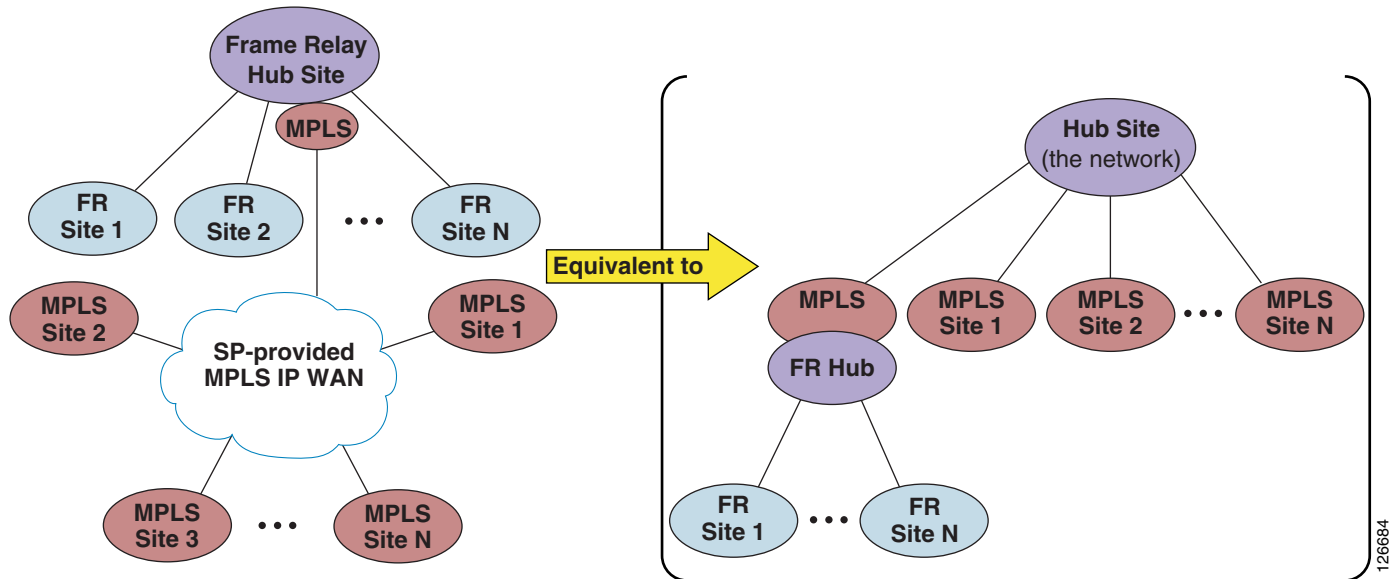 Frame Relay
Hub Site
MPLS
FR
Site 1
FR
Site 2
•••
FR
Site N
MPLS
Site 2
MPLS
Site 1
SP-provided
MPLS IP WAN
MPLS
Site 3
•••
MPLS
Site N
Equivalent to
Hub Site
(the network)
MPLS
MPLS
Site 1
MPLS
Site 2
•••
MPLS
Site N
FR Hub
FR
Site 1
•••
FR
Site N
126684